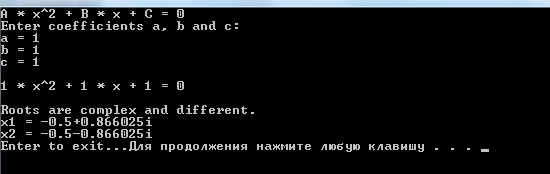 A * x^2 + B * x + C = 0
Enter coefficients a, b and c:
a = 1
b = 1
c = 1
1 * x^2 + 1 * x + 1 = 0
Roots are complex and different.
x1 = -0.5+0.866025i
x2 = -0.5-0.866025i
Enter to exit...Для продолжения нажмите любую клавишу . . . _